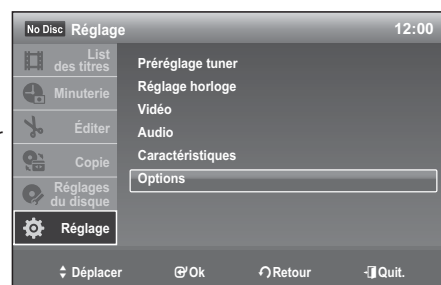 No Disc Réglage 12:00
List
des titres
Minuterie
Éditer
Copie
Réglages
du disque
Réglage
Préréglage tuner
Réglage horloge
Vidéo
Audio
Caractéristiques
Options
Déplacer Ok Retour Quit.